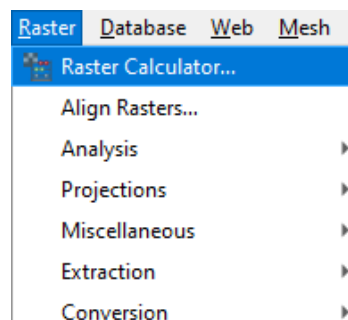 Raster Database Web Mesh
Raster Calculator...
Align Rasters...
Analysis
Projections
Miscellaneous
Extraction
Conversion